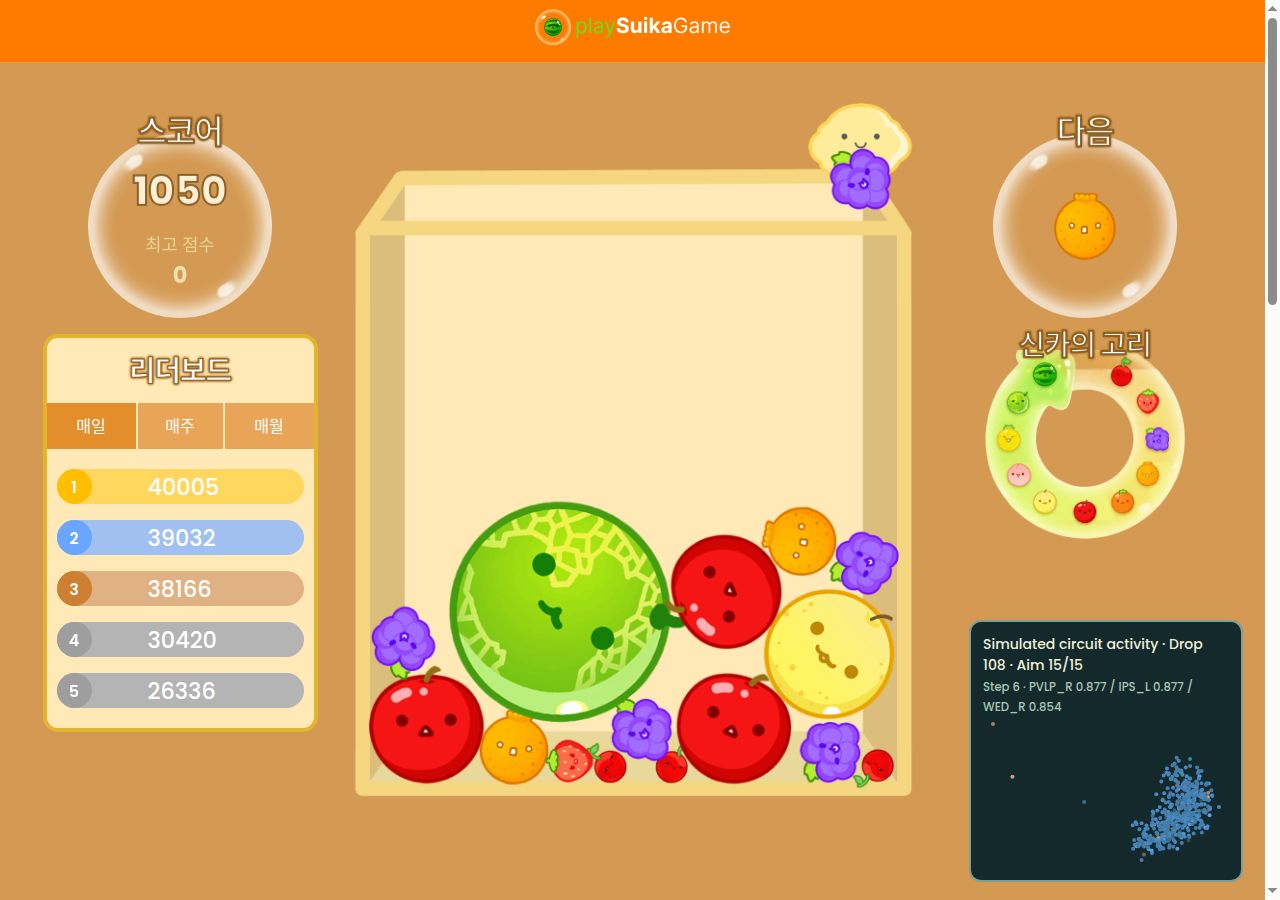 playSuikaGame
스코어
1050
최고 점수
0
리더보드
매일 매주 매월
1 40005
2 39032
3 38166
4 30420
5 26336
다음
신카의 고리
Simulated circuit activity · Drop
108 · Aim 15/15
Step 6 · PVLP_R 0.877 / IPS_L 0.877 /
WED_R 0.854